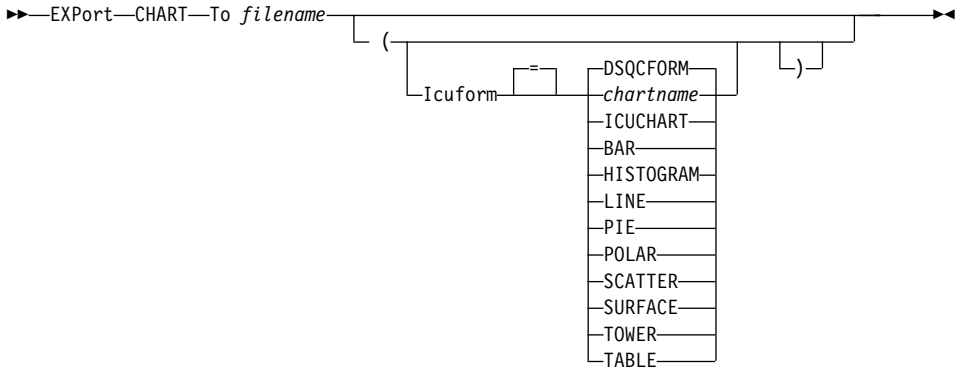 EXPort CHART To filename
(
Icuform = DSQCFORM )
chartname
ICUCHART
BAR
HISTOGRAM
LINE
PIE
POLAR
SCATTER
SURFACE
TOWER
TABLE